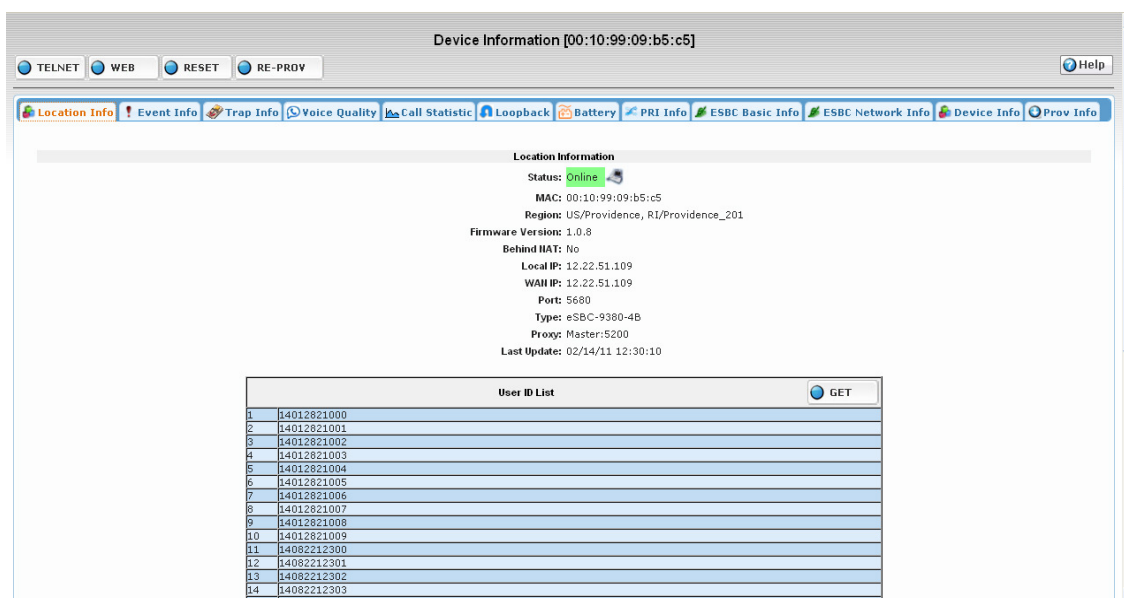 Device Information [00:10:99:09:b5:c5]
TELNET WEB RESET RE-PROV Help
Location Info Event Info Trap Info Voice Quality Call Statistic Loopback Battery PRI Info ESBC Basic Info ESBC Network Info Device Info Prov Info
Location Information
Status: Online
MAC: 00:10:99:09:b5:c5
Region: US/Providence, RI/Providence_201
Firmware Version: 1.0.8
Behind NAT: No
Local IP: 12.22.51.109
WAN IP: 12.22.51.109
Port: 5680
Type: eSBC-9380-4B
Proxy: Master:5200
Last Update: 02/14/11 12:30:10
User ID List GET
1 14012821000
2 14012821001
3 14012821002
4 14012821003
5 14012821004
6 14012821005
7 14012821006
8 14012821007
9 14012821008
10 14012821009
11 14082212300
12 14082212301
13 14082212302
14 14082212303